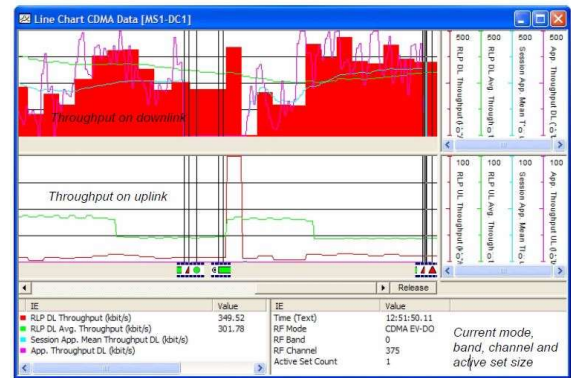 Line Chart CDMA Data [MS1-DC1]
500 500 500 500
RLP DL Throughput (kb/s)
RLP DL Avg. Through
Session App. Mean T
App. Throughput DL
Throughput on downlink
100 100 100 100
RLP UL Throughput (kb/s)
RLP UL Avg. Through
Session App. Mean T
App. Throughput UL
Throughput on uplink
Release
IE Value
RLP DL Throughput (kbit/s) 349.52
RLP DL Avg. Throughput (kbit/s) 301.78
Session App. Mean Throughput DL (kbit/s)
App. Throughput DL (kbit/s)
IE Value
Time (Text) 12:51:50.11
RF Mode CDMA EV-DO
RF Band 0
RF Channel 375
Active Set Count 1
Current mode,
band, channel and
active set size